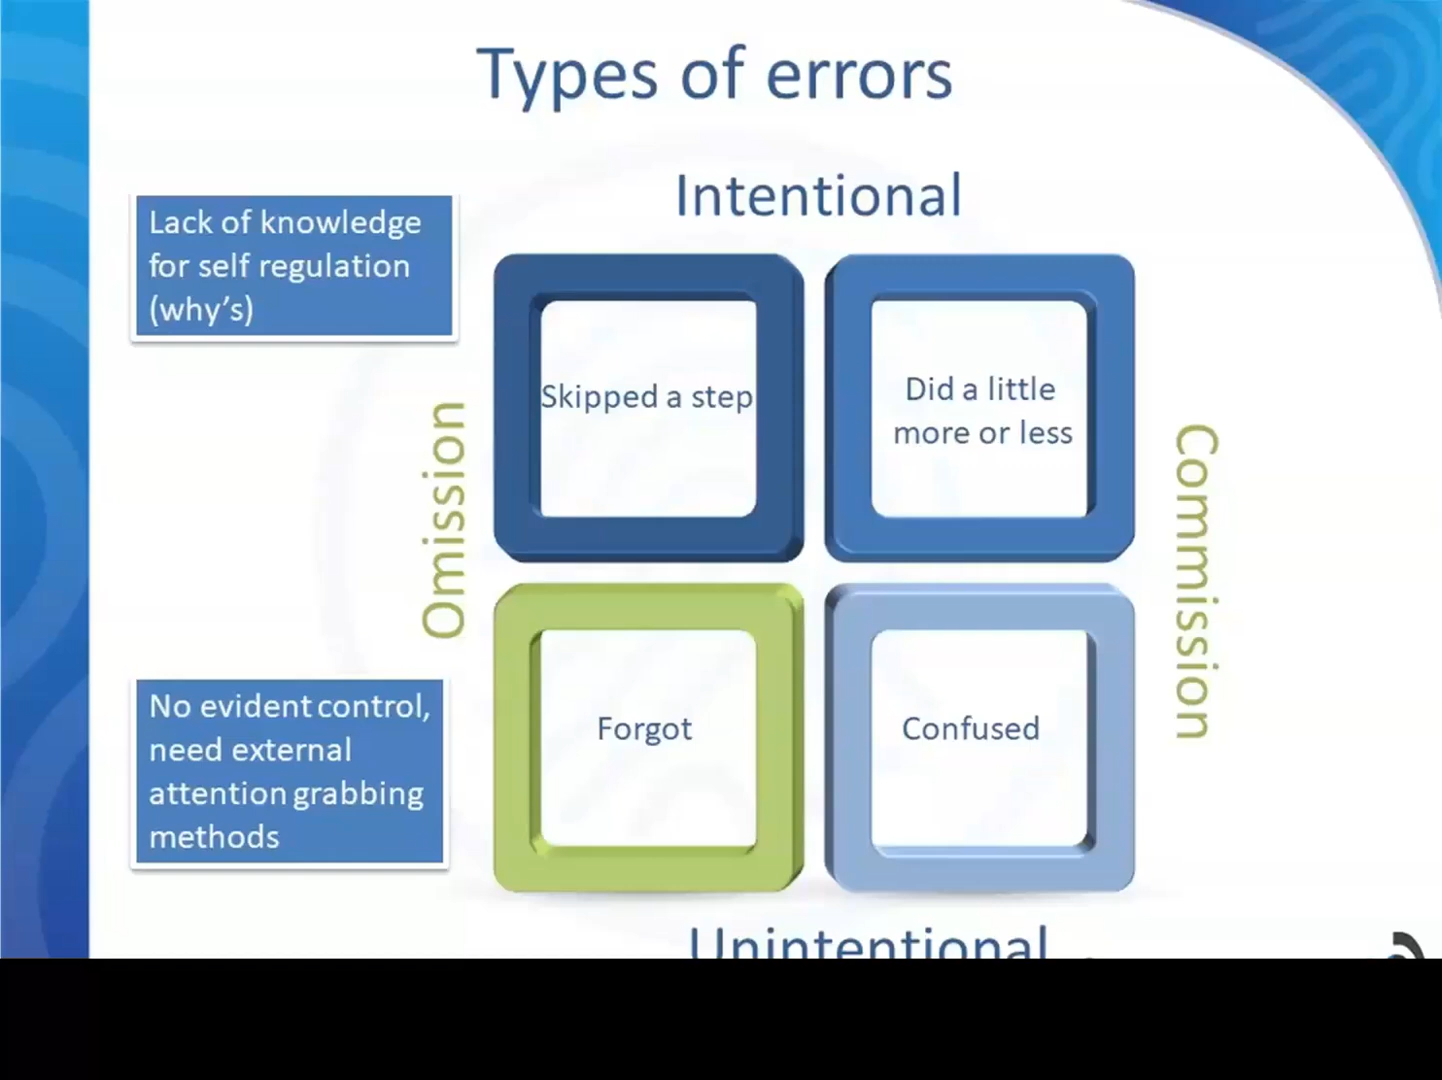 Types of errors
Intentional
Lack of knowledge
for self regulation
(why's)
Skipped a step
Did a little
more or less
Omission
Commission
No evident control,
need external
attention grabbing
methods
Forgot
Confused
Unintentional